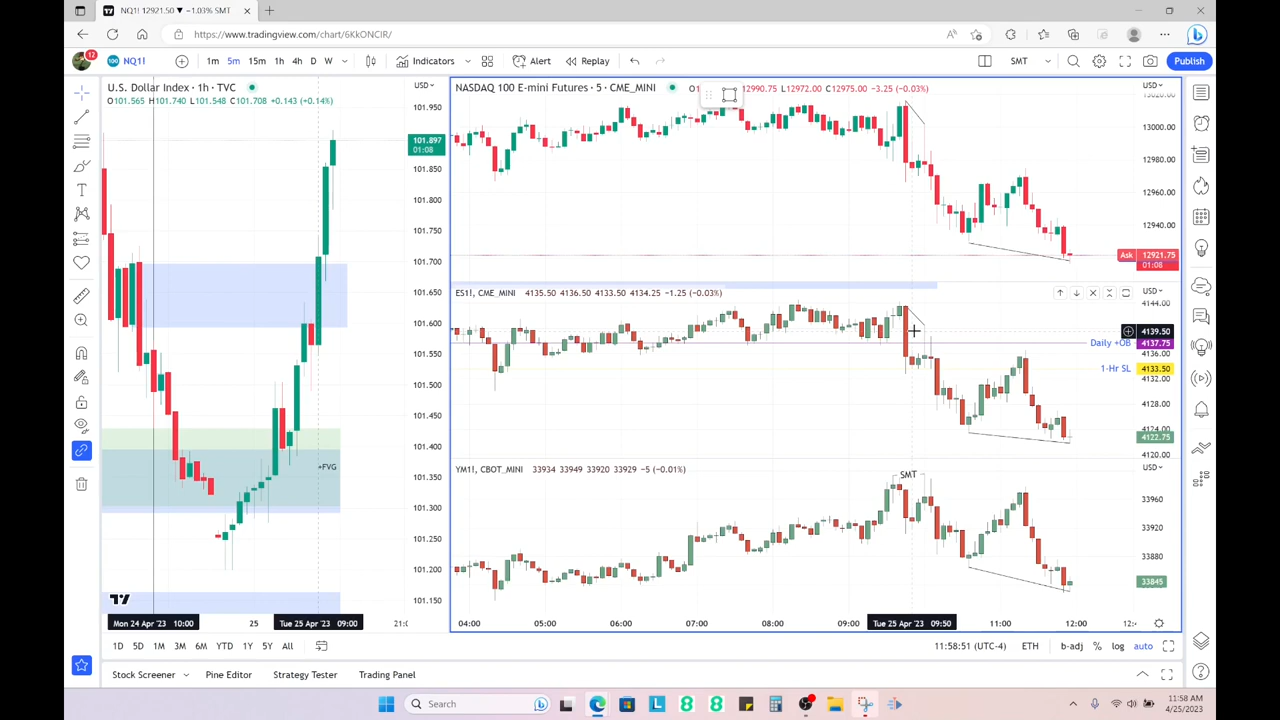 NQ1! 12921.50 ▼ −1.03% SMT
https://www.tradingview.com/chart/6KkONCIR/
12
100
NQ1!
1m 5m 15m 1h 4h D W
Indicators
Alert
Replay
SMT
Publish
U.S. Dollar Index · 1h · TVC
O101.565 H101.740 L101.548 C101.708 +0.143 (+0.14%)
USD
101.950
101.897
01:08
101.850
101.800
101.750
101.700
101.650
101.600
101.550
101.500
101.450
101.400
101.350
101.300
101.250
101.200
101.150
+FVG
Mon 24 Apr '23 10:00
25
Tue 25 Apr '23 09:00
21:0
NASDAQ 100 E-mini Futures · 5 · CME_MINI
12990.75 L12972.00 C12975.00 −3.25 (−0.03%)
USD
13020.00
13000.00
12980.00
12960.00
12940.00
Ask 12921.75
01:08
ES1!, CME_MINI 4135.50 4136.50 4133.50 4134.25 −1.25 (−0.03%)
USD
4144.00
4139.50
Daily +OB 4137.75
4136.00
1-Hr SL 4133.50
4132.00
4128.00
4124.00
4122.75
4120.00
YM1!, CBOT_MINI 33934 33949 33920 33929 −5 (−0.01%)
SMT
USD
33960
33920
33880
33845
04:00 05:00 06:00 07:00 08:00 09:00 Tue 25 Apr '23 09:50 11:00 12:00
1D 5D 1M 3M 6M YTD 1Y 5Y All
11:58:51 (UTC-4) ETH b-adj % log auto
Stock Screener Pine Editor Strategy Tester Trading Panel
Search
11:58 AM
4/25/2023